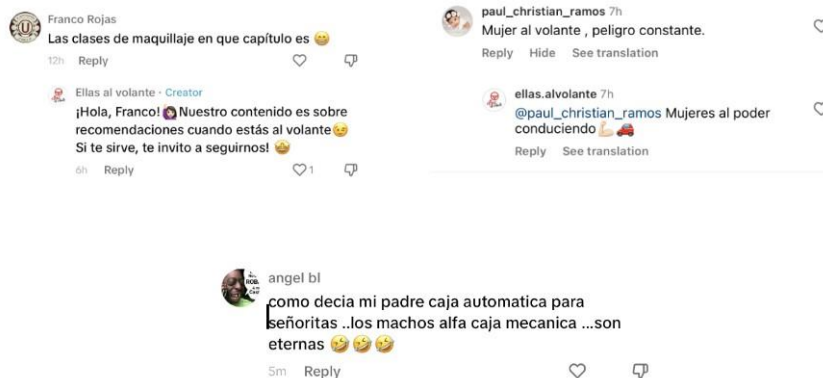 Franco Rojas
Las clases de maquillaje en que capítulo es 😄
12h Reply
Ellas al volante · Creator
¡Hola, Franco! 🙋🏻‍♀️ Nuestro contenido es sobre
recomendaciones cuando estás al volante😉
Si te sirve, te invito a seguirnos! 🤩
6h Reply 1
paul_christian_ramos 7h
Mujer al volante , peligro constante.
Reply Hide See translation
ellas.alvolante 7h
@paul_christian_ramos Mujeres al poder
conduciendo 💪🏻 🚗
Reply See translation
angel bl
como decia mi padre caja automatica para
señoritas ..los machos alfa caja mecanica ...son
eternas 🤣🤣🤣
5m Reply